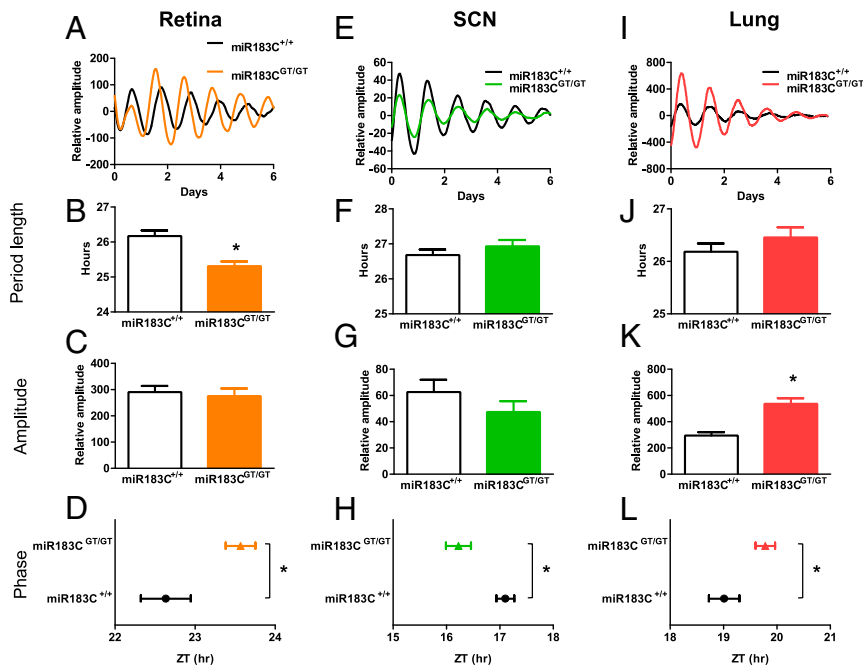 Retina
SCN
Lung
A
miR183C+/+
miR183CGT/GT
Relative amplitude
200
100
0
-100
-200
0 2 4 6
Days
E
miR183C+/+
miR183CGT/GT
Relative amplitude
60
40
20
0
-20
-40
-60
0 1 2 3 4 5 6
Days
I
miR183C+/+
miR183CGT/GT
Relative amplitude
800
400
0
-400
-800
0 1 2 3 4 5 6
Days
Period length
B
Hours
27
26
25
24
*
miR183C+/+ miR183CGT/GT
F
Hours
28
27
26
miR183C+/+ miR183CGT/GT
J
Hours
27
26
25
miR183C+/+ miR183CGT/GT
Amplitude
C
Relative amplitude
400
300
200
100
0
miR183C+/+ miR183CGT/GT
G
Relative amplitude
100
80
60
40
20
0
miR183C+/+ miR183CGT/GT
K
Relative amplitude
800
600
400
200
0
*
miR183C+/+ miR183CGT/GT
Phase
D
miR183C GT/GT
miR183C+/+
*
22 23 24
ZT (hr)
H
miR183C GT/GT
miR183C+/+
*
15 16 17 18
ZT (hr)
L
miR183C GT/GT
miR183C+/+
*
18 19 20 21
ZT (hr)